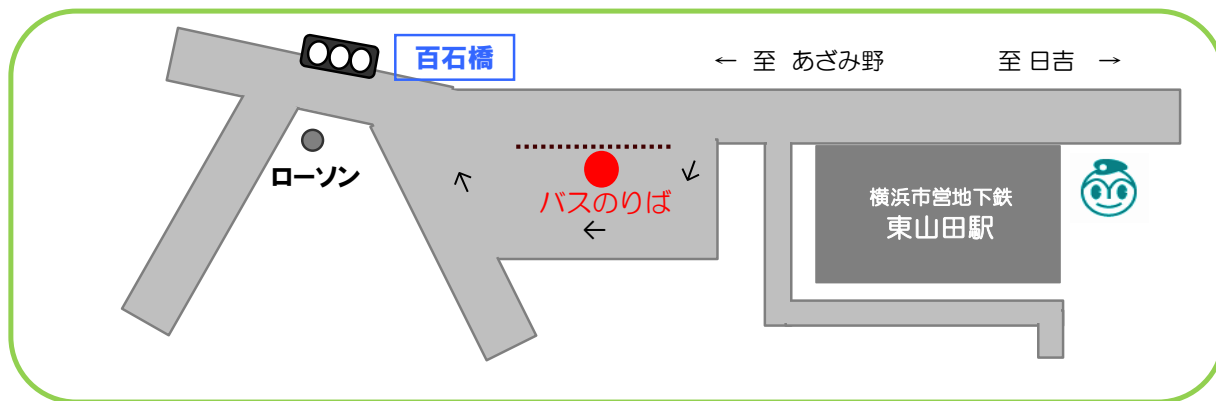 百石橋
← 至 あざみ野
至 日吉 →
ローソン
バスのりば
横浜市営地下鉄
東山田駅